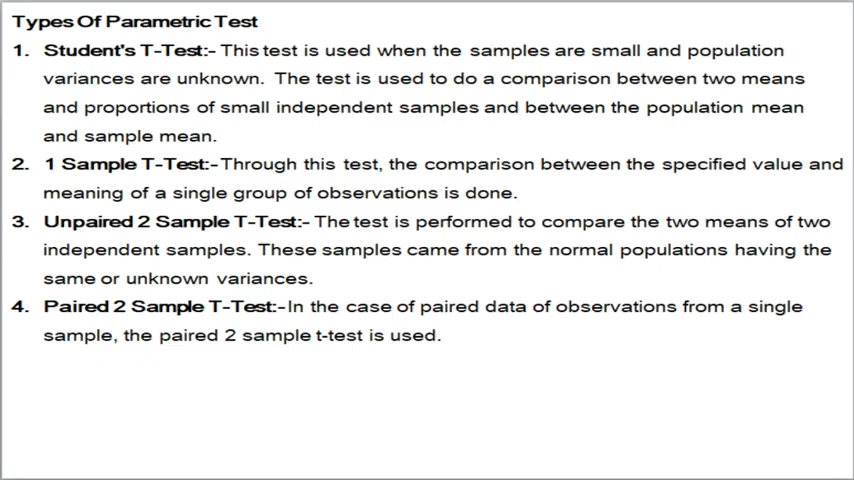 Types Of Parametric Test
1. Student's T-Test:- This test is used when the samples are small and population
variances are unknown. The test is used to do a comparison between two means
and proportions of small independent samples and between the population mean
and sample mean.
2. 1 Sample T-Test:-Through this test, the comparison between the specified value and
meaning of a single group of observations is done.
3. Unpaired 2 Sample T-Test:- The test is performed to compare the two means of two
independent samples. These samples came from the normal populations having the
same or unknown variances.
4. Paired 2 Sample T-Test:-In the case of paired data of observations from a single
sample, the paired 2 sample t-test is used.